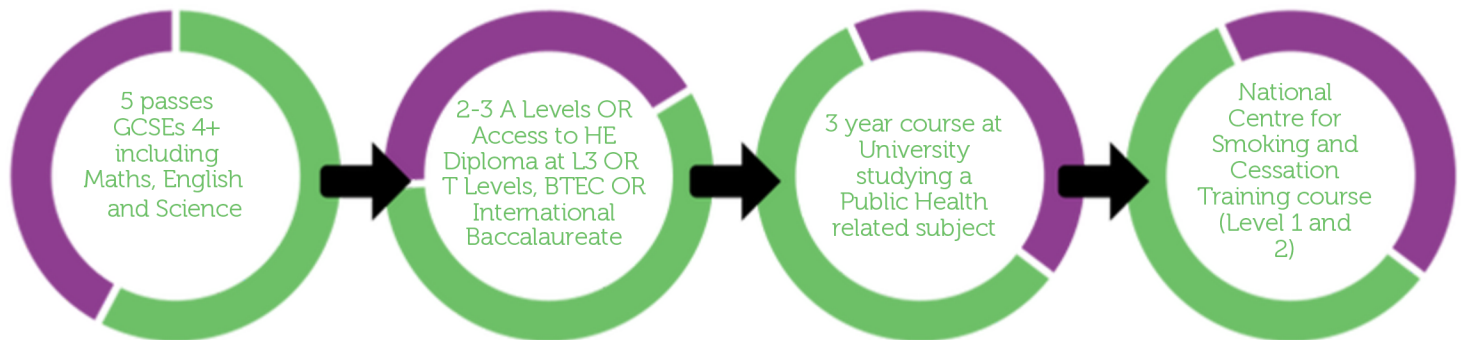 5 passes
GCSEs 4+
including
Maths, English
and Science
2-3 A Levels OR
Access to HE
Diploma at L3 OR
T Levels, BTEC OR
International
Baccalaureate
3 year course at
University
studying a
Public Health
related subject
National
Centre for
Smoking and
Cessation
Training course
(Level 1 and
2)